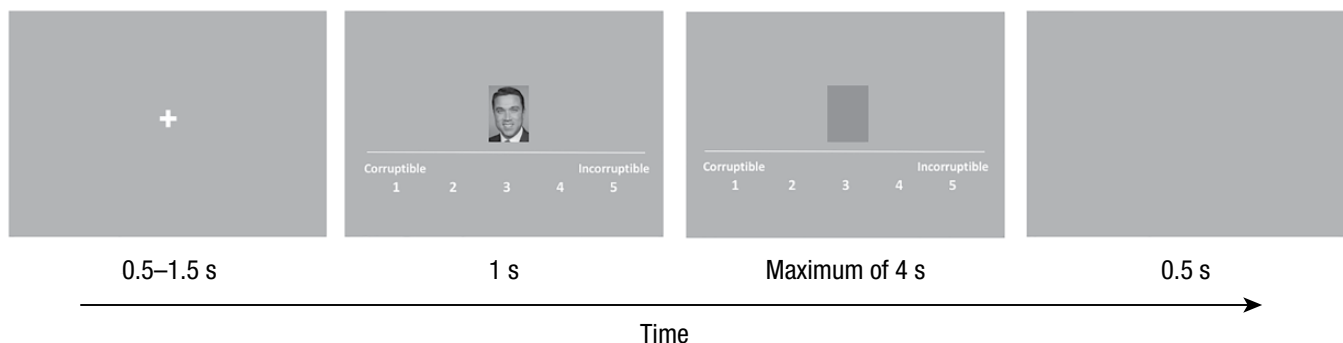 Corruptible Incorruptible
1 2 3 4 5
Corruptible Incorruptible
1 2 3 4 5
0.5–1.5 s
1 s
Maximum of 4 s
0.5 s
Time